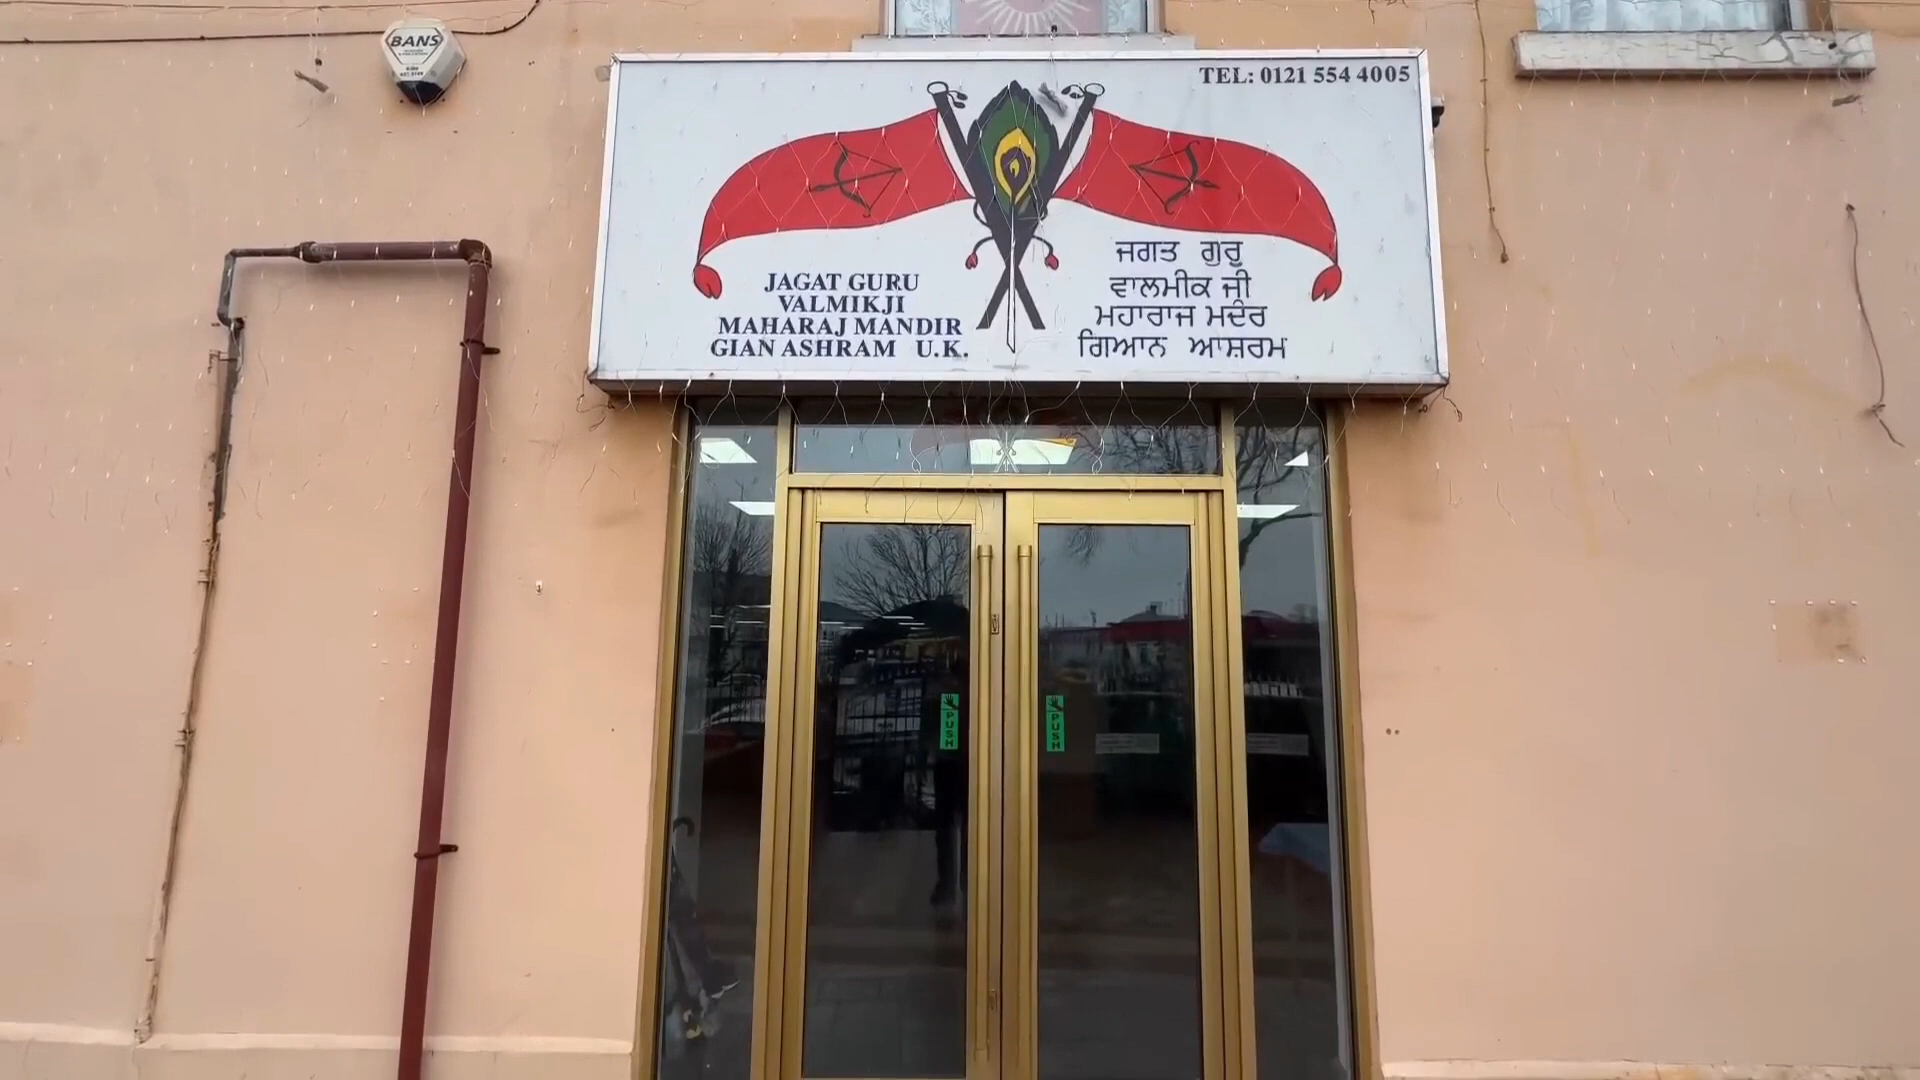 BANS
TEL: 0121 554 4005
JAGAT GURU
VALMIKJI
MAHARAJ MANDIR
GIAN ASHRAM U.K.
ਜਗਤ ਗੁਰੁ
ਵਾਲਮੀਕ ਜੀ
ਮਹਾਰਾਜ ਮਦੰਰ
ਗਿਆਨ ਆਸ਼ਰਮ
PUSH
PUSH